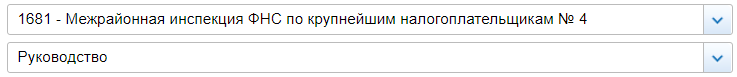 1681 - Межрайонная инспекция ФНС по крупнейшим налогоплательщикам № 4
Руководство